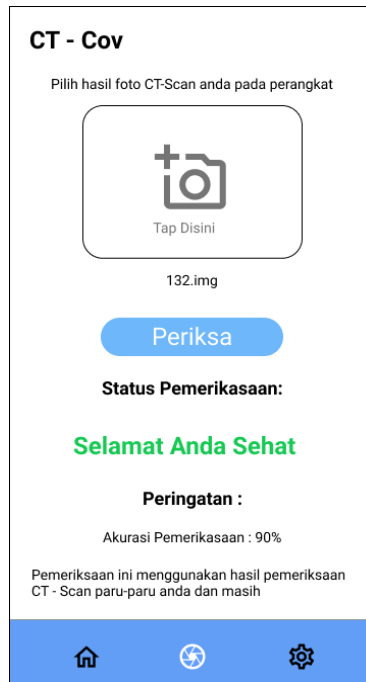 CT - Cov
Pilih hasil foto CT-Scan anda pada perangkat
Tap Disini
132.img
Periksa
Status Pemerikasaan:
Selamat Anda Sehat
Peringatan :
Akurasi Pemerikasaan : 90%
Pemeriksaan ini menggunakan hasil pemeriksaan
CT - Scan paru-paru anda dan masih